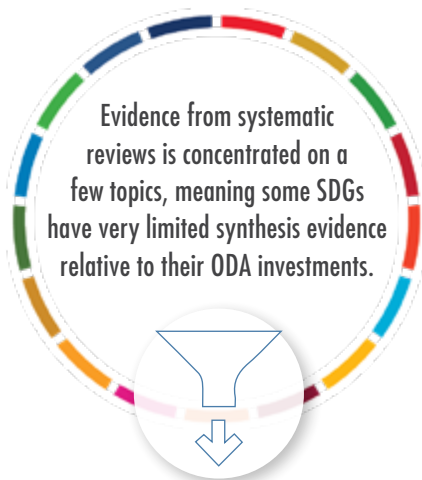 Evidence from systematic
reviews is concentrated on a
few topics, meaning some SDGs
have very limited synthesis evidence
relative to their ODA investments.